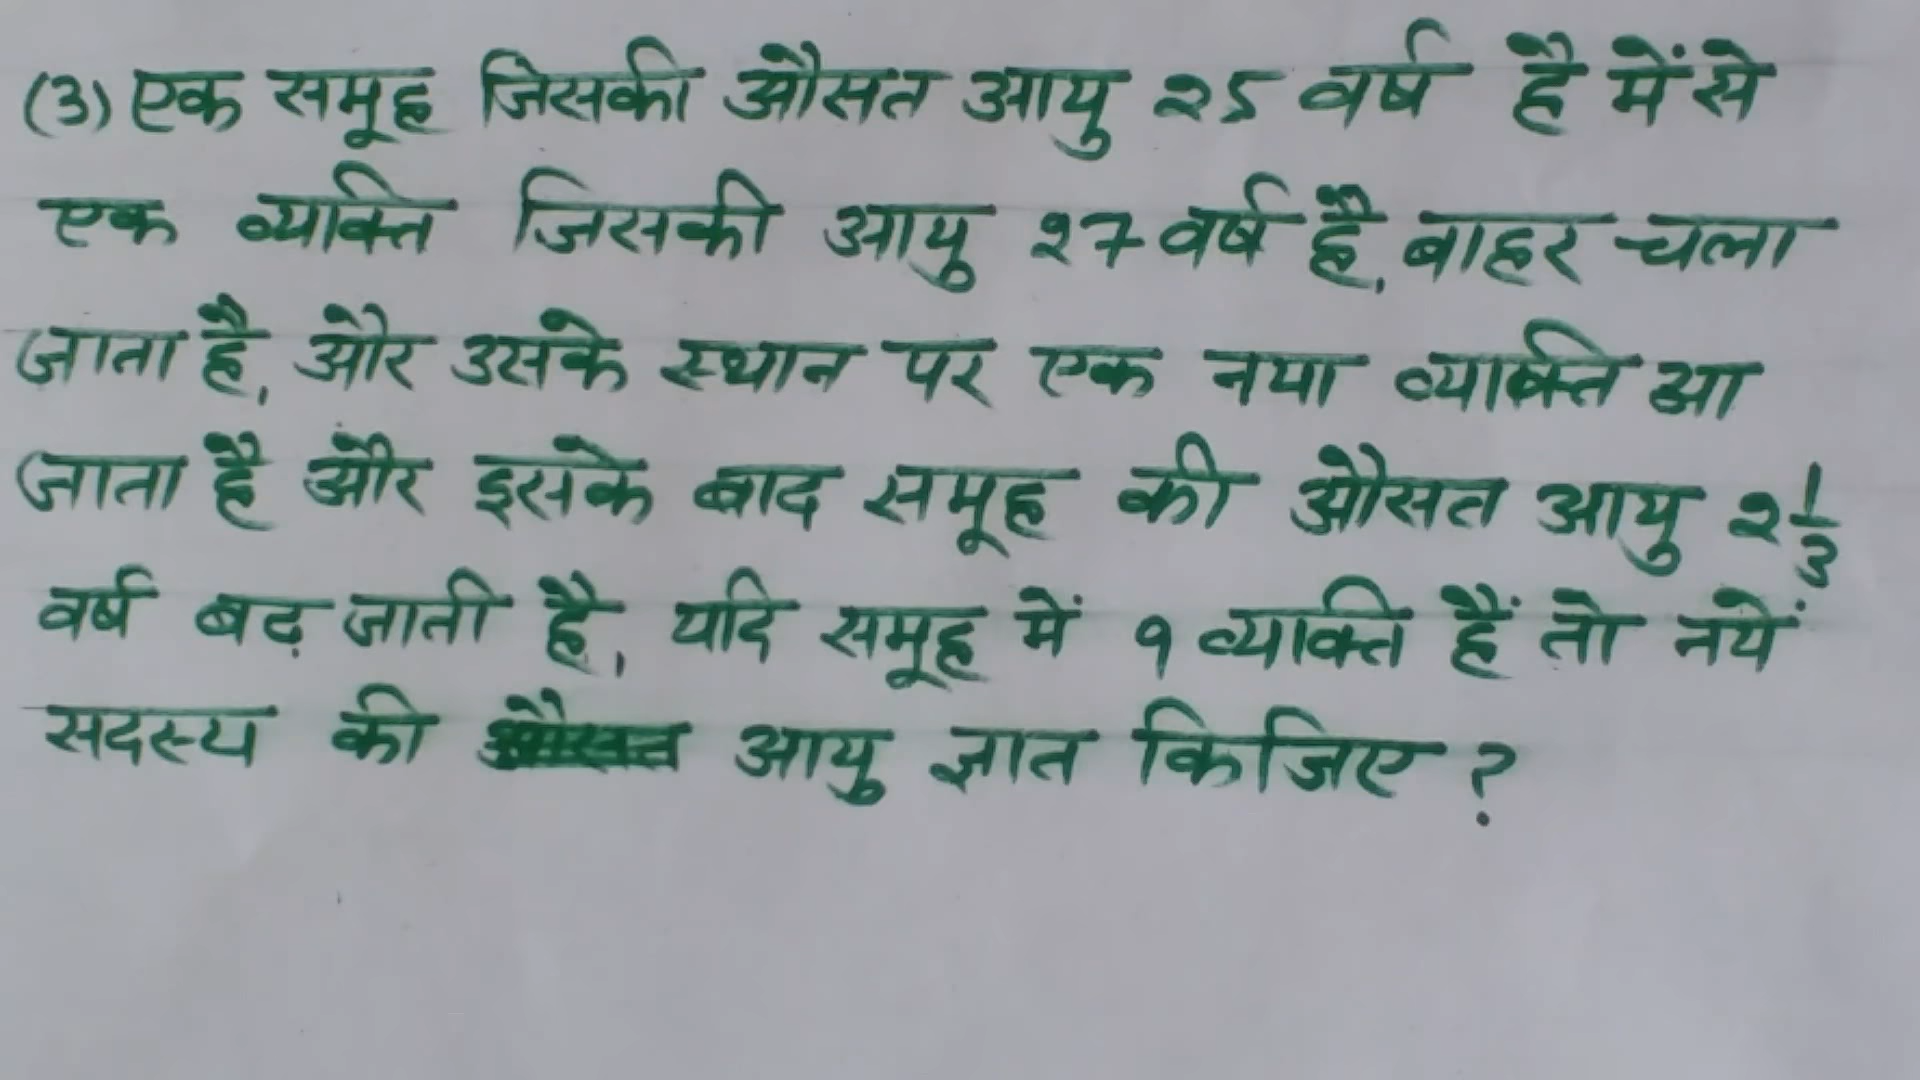 (3) एक समूह जिसकी औसत आयु 25 वर्ष है में से
एक व्यक्ति जिसकी आयु 27 वर्ष है, बाहर चला
जाता है, और उसके स्थान पर एक नया व्यक्ति आ
जाता है और इसके बाद समूह की औसत आयु 2 1/3
वर्ष बढ़ जाती है, यदि समूह में 9 व्यक्ति हैं तो नयें
सदस्य की आयु ज्ञात किजिए ?